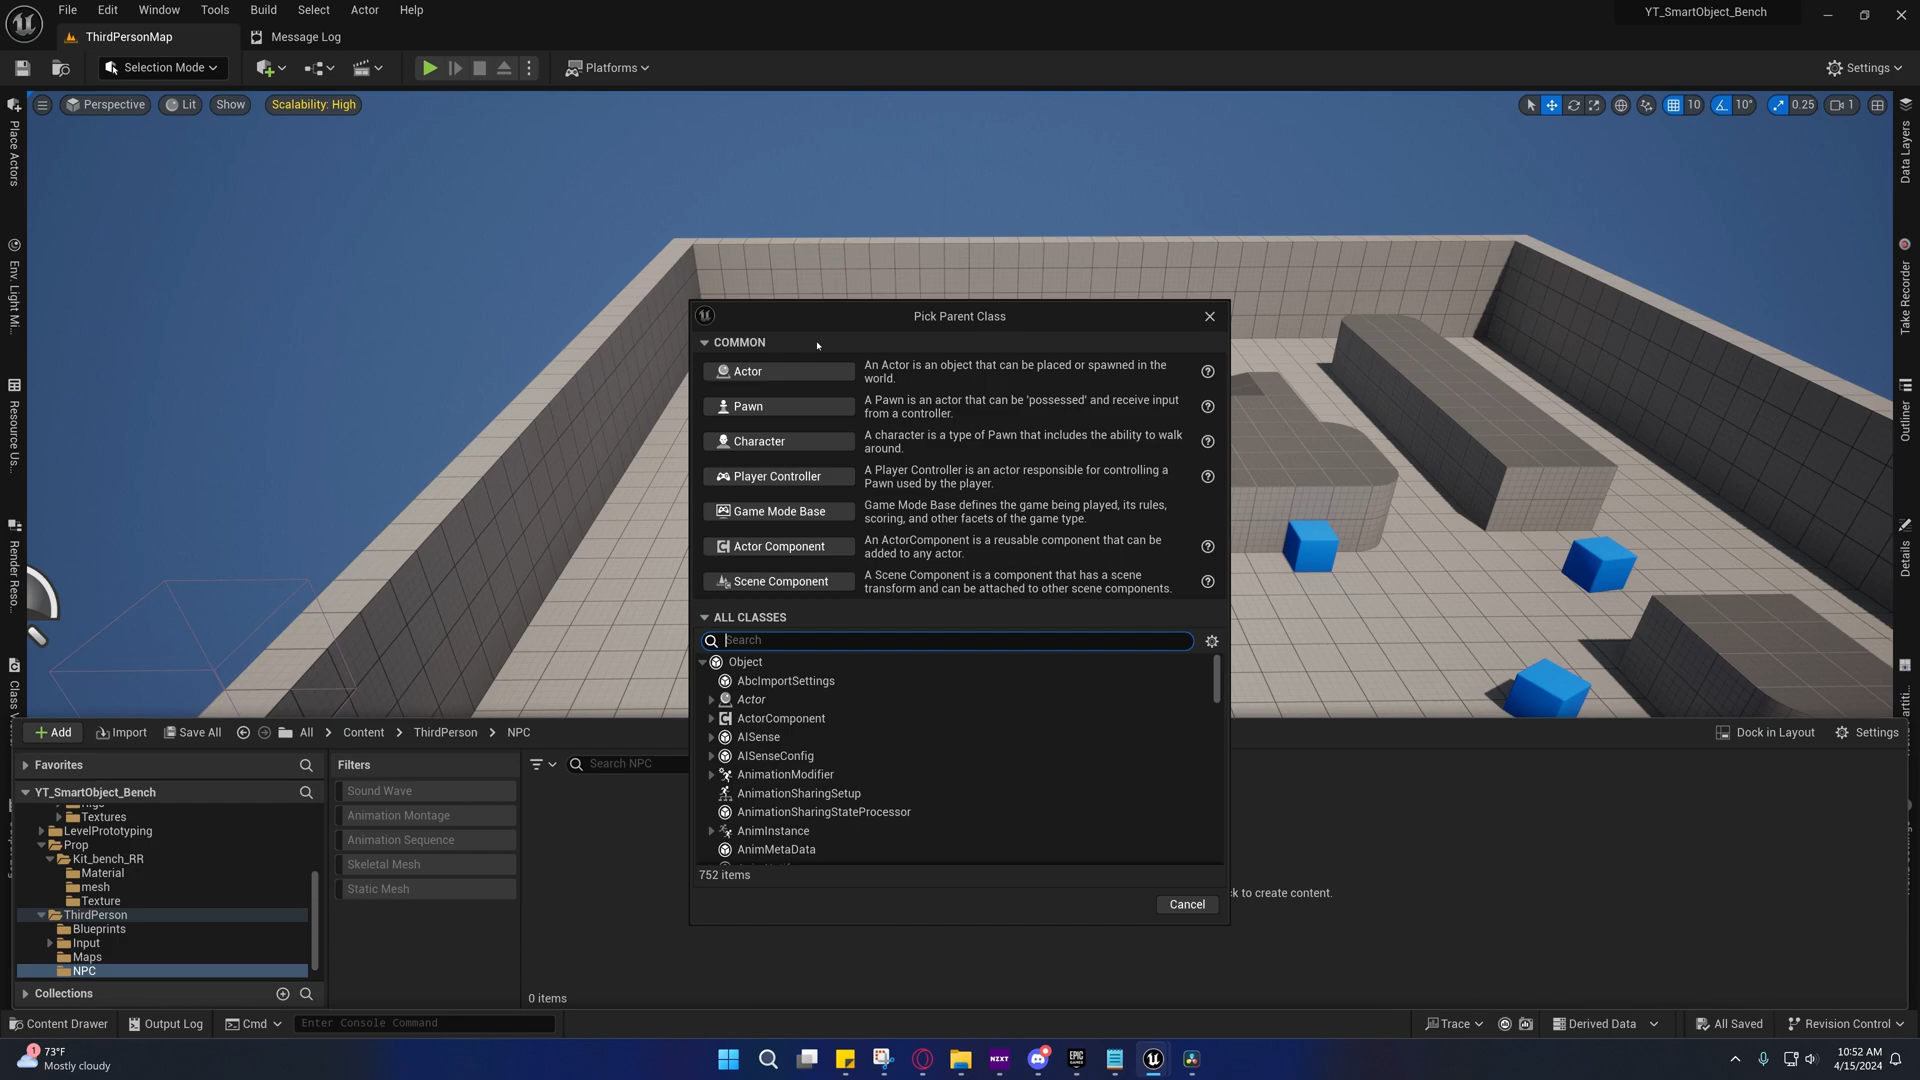 File Edit Window Tools Build Select Actor Help
YT_SmartObject_Bench
ThirdPersonMap
Message Log
Selection Mode
Platforms
Settings
Perspective
Lit
Show
Scalability: High
10
10°
0.25
1
Place Actors
Env. Light Mi...
Resource Us...
Render Reso...
Data Layers
Take Recorder
Outliner
Details
Pick Parent Class
COMMON
Actor
An Actor is an object that can be placed or spawned in the
world.
Pawn
A Pawn is an actor that can be 'possessed' and receive input
from a controller.
Character
A character is a type of Pawn that includes the ability to walk
around.
Player Controller
A Player Controller is an actor responsible for controlling a
Pawn used by the player.
Game Mode Base
Game Mode Base defines the game being played, its rules,
scoring, and other facets of the game type.
Actor Component
An ActorComponent is a reusable component that can be
added to any actor.
Scene Component
A Scene Component is a component that has a scene
transform and can be attached to other scene components.
ALL CLASSES
Search
Object
AbcImportSettings
Actor
ActorComponent
AISense
AISenseConfig
AnimationModifier
AnimationSharingSetup
AnimationSharingStateProcessor
AnimInstance
AnimMetaData
752 items
Cancel
Add
Import
Save All
All > Content > ThirdPerson > NPC
Dock in Layout
Settings
Favorites
YT_SmartObject_Bench
Textures
LevelPrototyping
Prop
Kit_bench_RR
Material
mesh
Texture
ThirdPerson
Blueprints
Input
Maps
NPC
Collections
Filters
Sound Wave
Animation Montage
Animation Sequence
Skeletal Mesh
Static Mesh
Search NPC
k to create content.
0 items
Content Drawer
Output Log
Cmd
Enter Console Command
Trace
Derived Data
All Saved
Revision Control
1
73°F
Mostly cloudy
NZXT
EPIC
GAMES
10:52 AM
4/15/2024